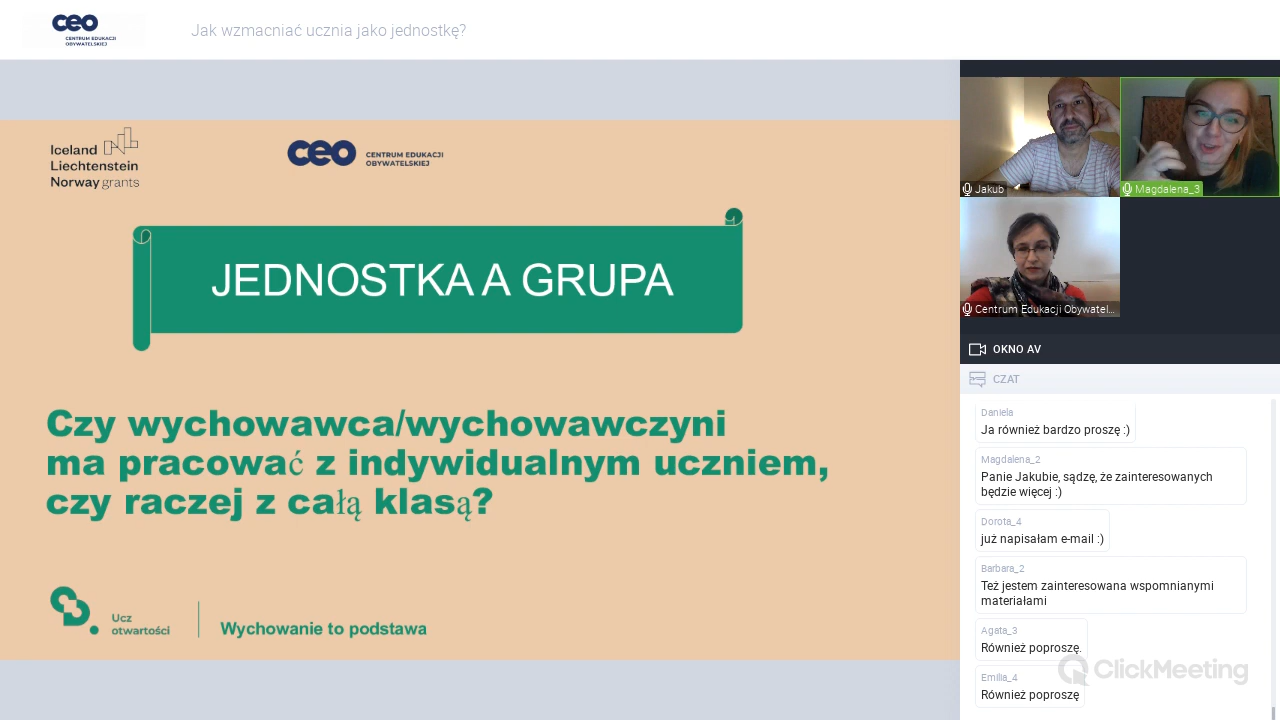 ceo
CENTRUM EDUKACJI
OBYWATELSKIEJ
Jak wzmacniać ucznia jako jednostkę?
Iceland
Liechtenstein
Norway grants
ceo
CENTRUM EDUKACJI
OBYWATELSKIEJ
JEDNOSTKA A GRUPA
Czy wychowawca/wychowawczyni
ma pracować z indywidualnym uczniem,
czy raczej z całą klasą?
Ucz
otwartości
Wychowanie to podstawa
Jakub
Magdalena_3
Centrum Edukacji Obywatel...
OKNO AV
CZAT
Daniela
Ja również bardzo proszę :)
Magdalena_2
Panie Jakubie, sądzę, że zainteresowanych
będzie więcej :)
Dorota_4
już napisałam e-mail :)
Barbara_2
Też jestem zainteresowana wspomnianymi
materiałami
Agata_3
Również poproszę.
Emilia_4
Również poproszę
ClickMeeting